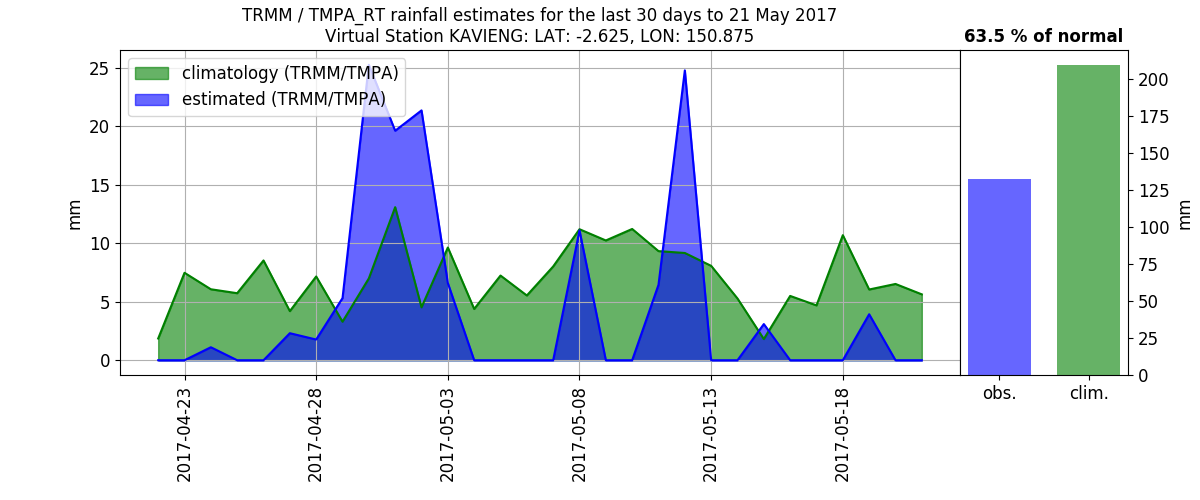 TRMM / TMPA_RT rainfall estimates for the last 30 days to 21 May 2017
Virtual Station KAVIENG: LAT: -2.625, LON: 150.875
63.5 % of normal
climatology (TRMM/TMPA)
estimated (TRMM/TMPA)
mm
25
20
15
10
5
0
2017-04-23
2017-04-28
2017-05-03
2017-05-08
2017-05-13
2017-05-18
200
175
150
125
100
75
50
25
0
mm
obs.
clim.